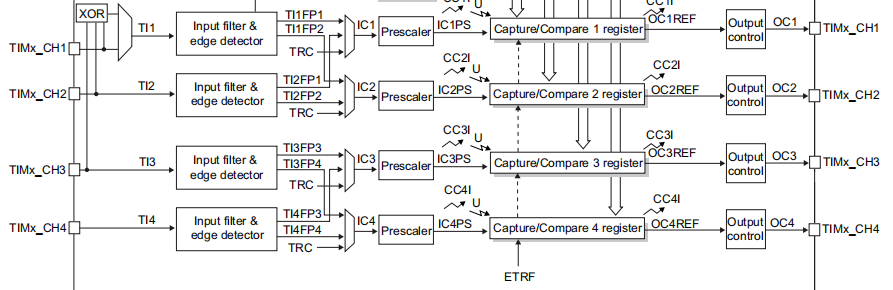 CC1I
U
CC1I
XOR
TI1
Input filter &
edge detector
TI1FP1
TI1FP2
TRC
IC1
Prescaler
IC1PS
Capture/Compare 1 register
OC1REF
Output
control
OC1
TIMx_CH1
TIMx_CH1
TIMx_CH2
TI2
Input filter &
edge detector
TI2FP1
TI2FP2
TRC
IC2
Prescaler
CC2I
U
IC2PS
Capture/Compare 2 register
CC2I
OC2REF
Output
control
OC2
TIMx_CH2
TIMx_CH3
TI3
Input filter &
edge detector
TI3FP3
TI3FP4
TRC
IC3
Prescaler
CC3I
U
IC3PS
Capture/Compare 3 register
CC3I
OC3REF
Output
control
OC3
TIMx_CH3
TIMx_CH4
TI4
Input filter &
edge detector
TI4FP3
TI4FP4
TRC
IC4
Prescaler
CC4I
U
IC4PS
Capture/Compare 4 register
CC4I
OC4REF
Output
control
OC4
TIMx_CH4
ETRF